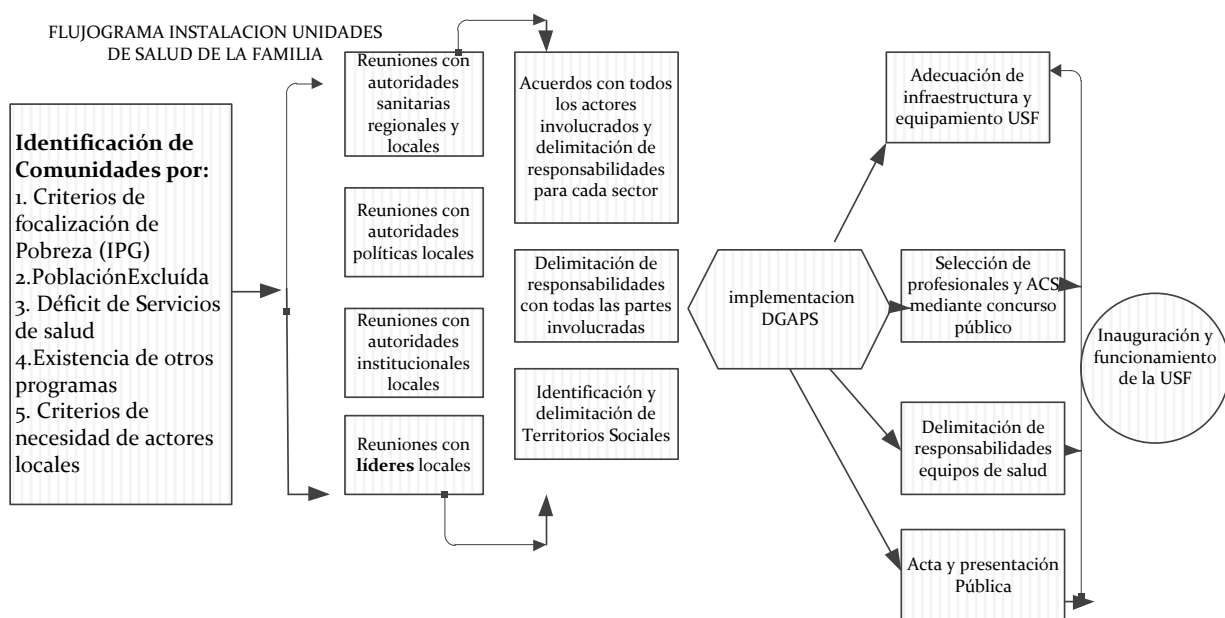 FLUJOGRAMA INSTALACION UNIDADES
DE SALUD DE LA FAMILIA
Identificación de
Comunidades por:
1. Criterios de
focalización de
Pobreza (IPG)
2.PoblaciónExcluída
3. Déficit de Servicios
de salud
4.Existencia de otros
programas
5. Criterios de
necesidad de actores
locales
Reuniones con
autoridades
sanitarias
regionales y
locales
Reuniones con
autoridades
políticas locales
Reuniones con
autoridades
institucionales
locales
Reuniones con
líderes locales
Acuerdos con todos
los actores
involucrados y
delimitación de
responsabilidades
para cada sector
Delimitación de
responsabilidades
con todas las partes
involucradas
Identificación y
delimitación de
Territorios Sociales
implementacion
DGAPS
Adecuación de
infraestructura y
equipamiento USF
Selección de
profesionales y ACS
mediante concurso
público
Delimitación de
responsabilidades
equipos de salud
Acta y presentación
Pública
Inauguración y
funcionamiento
de la USF